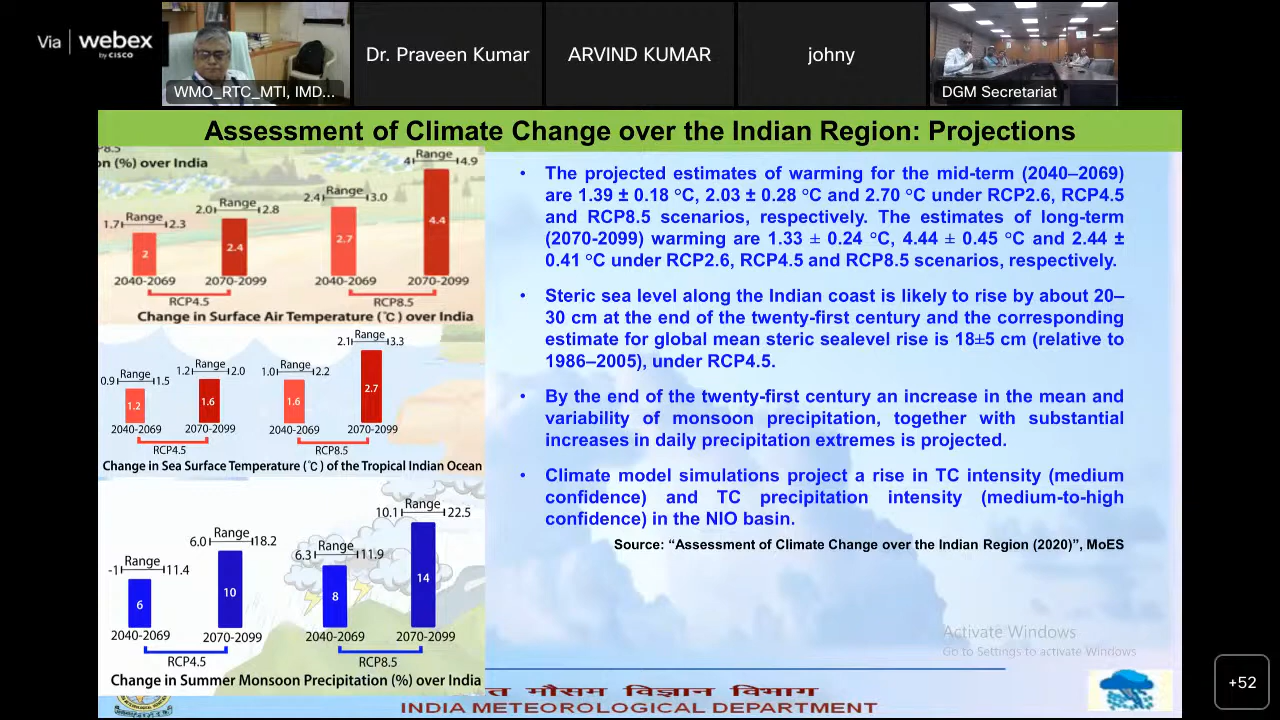 Via webex
by CISCO
WMO_RTC_MTI, IMD...
Dr. Praveen Kumar
ARVIND KUMAR
johny
DGM Secretariat
Assessment of Climate Change over the Indian Region: Projections
on (%) over India
1.7 Range 2.3
2
2040-2069
2.0 Range 2.8
2.4
2070-2099
RCP4.5
2.4 Range 3.0
2.7
2040-2069
4 Range 4.9
4.4
2070-2099
RCP8.5
Change in Surface Air Temperature (℃) over India
0.9 Range 1.5
1.2
2040-2069
1.2 Range 2.0
1.6
2070-2099
RCP4.5
1.0 Range 2.2
1.6
2040-2069
2.1 Range 3.3
2.7
2070-2099
RCP8.5
Change in Sea Surface Temperature (℃) of the Tropical Indian Ocean
-1 Range 11.4
6
2040-2069
6.0 Range 18.2
10
2070-2099
RCP4.5
6.3 Range 11.9
8
2040-2069
10.1 Range 22.5
14
2070-2099
RCP8.5
Change in Summer Monsoon Precipitation (%) over India
• The projected estimates of warming for the mid-term (2040–2069)
are 1.39 ± 0.18 °C, 2.03 ± 0.28 °C and 2.70 °C under RCP2.6, RCP4.5
and RCP8.5 scenarios, respectively. The estimates of long-term
(2070-2099) warming are 1.33 ± 0.24 °C, 4.44 ± 0.45 °C and 2.44 ±
0.41 °C under RCP2.6, RCP4.5 and RCP8.5 scenarios, respectively.
• Steric sea level along the Indian coast is likely to rise by about 20–
30 cm at the end of the twenty-first century and the corresponding
estimate for global mean steric sealevel rise is 18±5 cm (relative to
1986–2005), under RCP4.5.
• By the end of the twenty-first century an increase in the mean and
variability of monsoon precipitation, together with substantial
increases in daily precipitation extremes is projected.
• Climate model simulations project a rise in TC intensity (medium
confidence) and TC precipitation intensity (medium-to-high
confidence) in the NIO basin.
Source: “Assessment of Climate Change over the Indian Region (2020)”, MoES
Activate Windows
Go to Settings to activate Windows
मौसम विज्ञान विभाग
INDIA METEOROLOGICAL DEPARTMENT
+52